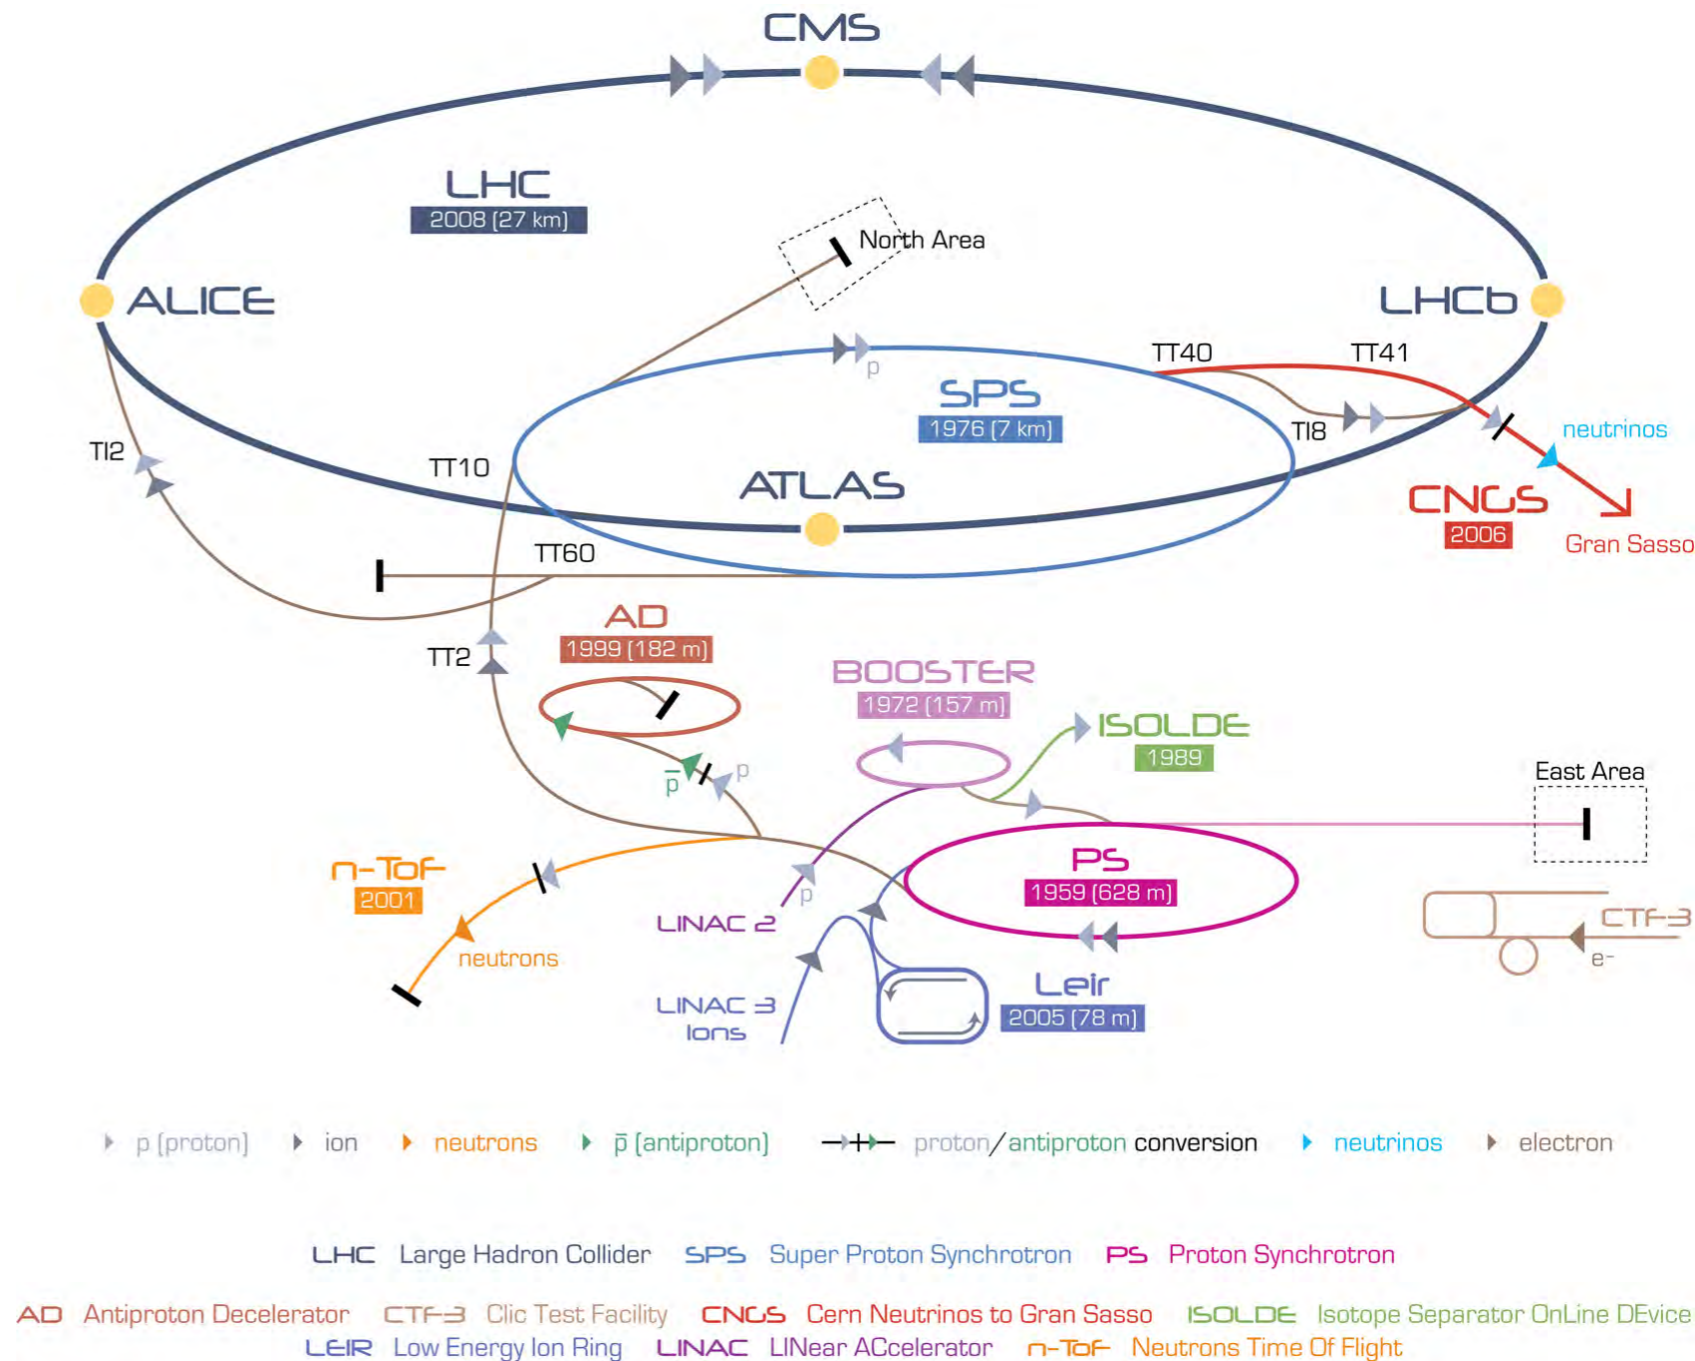 CMS
LHC
2008 (27 km)
North Area
ALICE
LHCb
TT40
TT41
p
SPS
1976 (7 km)
TI8
neutrinos
TI2
TT10
ATLAS
CNGS
2006
Gran Sasso
TT60
AD
1999 (182 m)
TT2
BOOSTER
1972 (157 m)
ISOLDE
1989
p̅
p
East Area
n-ToF
2001
PS
1959 (628 m)
p
LINAC 2
CTF-3
neutrons
e-
LINAC 3
Ions
Leir
2005 (78 m)
p (proton) ion neutrons p̅ (antiproton) proton/antiproton conversion neutrinos electron
LHC Large Hadron Collider SPS Super Proton Synchrotron PS Proton Synchrotron
AD Antiproton Decelerator CTF-3 Clic Test Facility CNGS Cern Neutrinos to Gran Sasso ISOLDE Isotope Separator OnLine DEvice
LEIR Low Energy Ion Ring LINAC LINear ACcelerator n-ToF Neutrons Time Of Flight